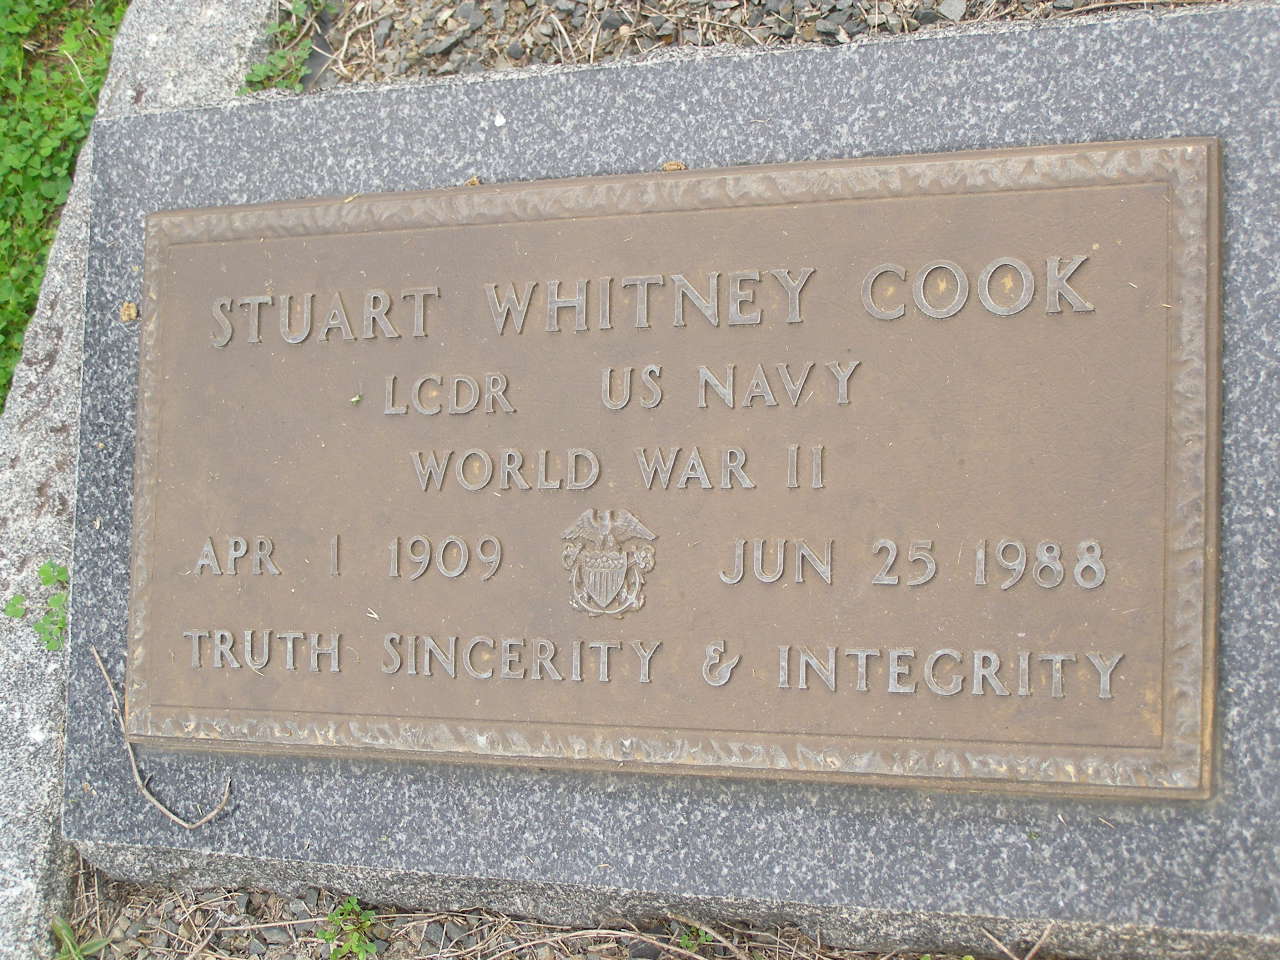 STUART WHITNEY COOK
LCDR US NAVY
WORLD WAR II
APR 1 1909 JUN 25 1988
TRUTH SINCERITY & INTEGRITY